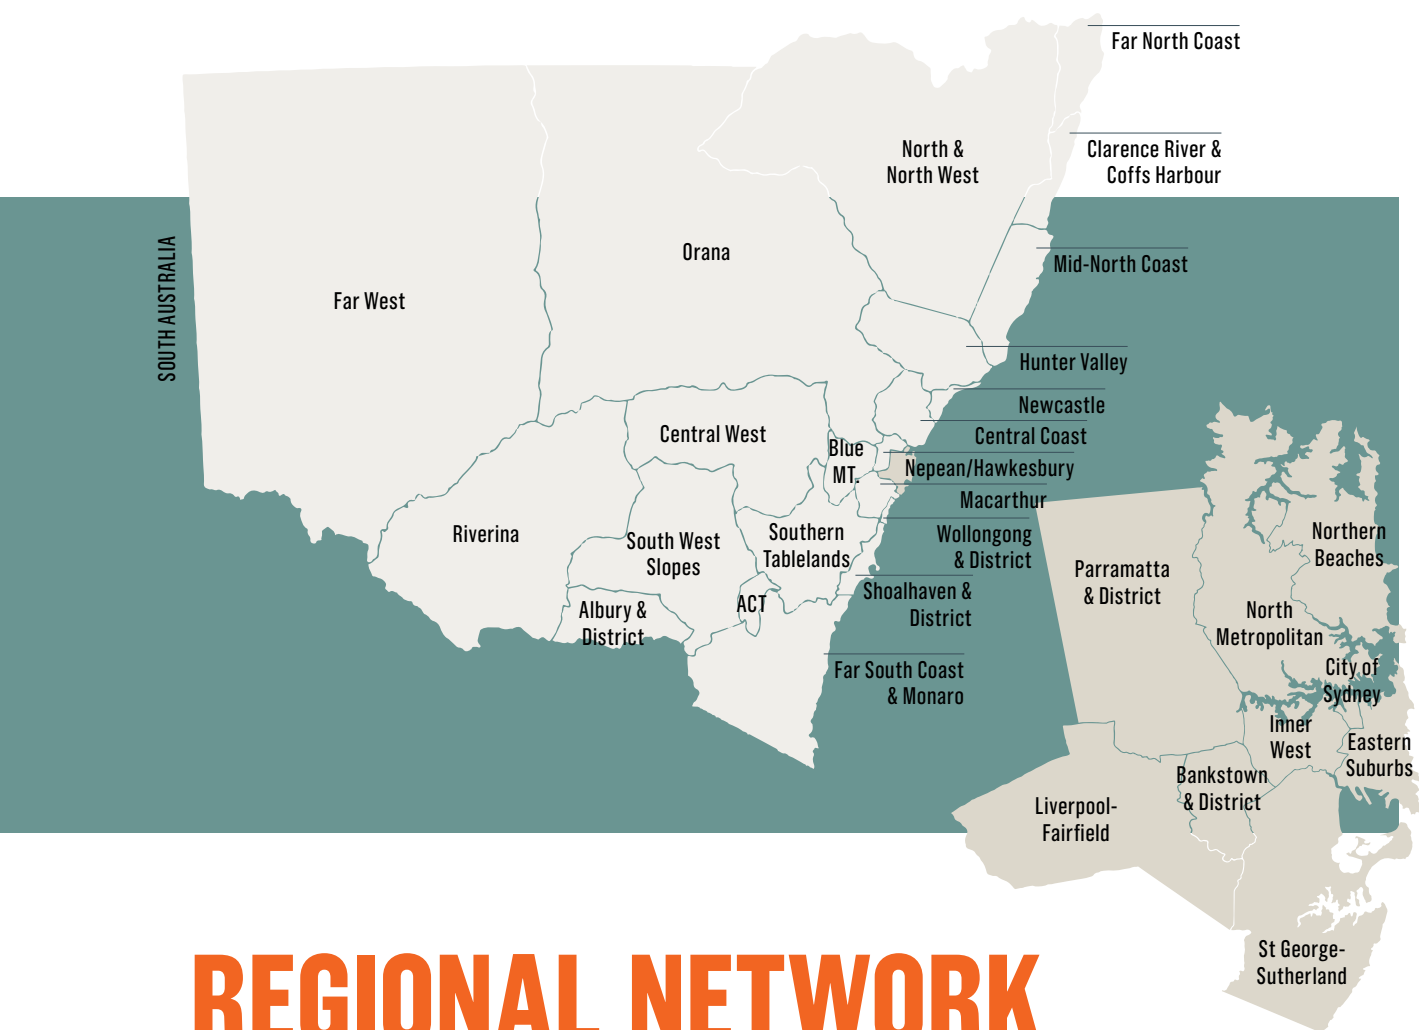 Far North Coast
North &
North West
Clarence River &
Coffs Harbour
SOUTH AUSTRALIA
Far West
Orana
Mid-North Coast
Hunter Valley
Newcastle
Central West
Central Coast
Blue
MT.
Nepean/Hawkesbury
Macarthur
Riverina
South West
Slopes
Southern
Tablelands
Wollongong
& District
Albury &
District
ACT
Shoalhaven &
District
Far South Coast
& Monaro
Northern
Beaches
Parramatta
& District
North
Metropolitan
City of
Sydney
Inner
West
Eastern
Suburbs
Bankstown
& District
Liverpool-
Fairfield
St George-
Sutherland
REGIONAL NETWORK